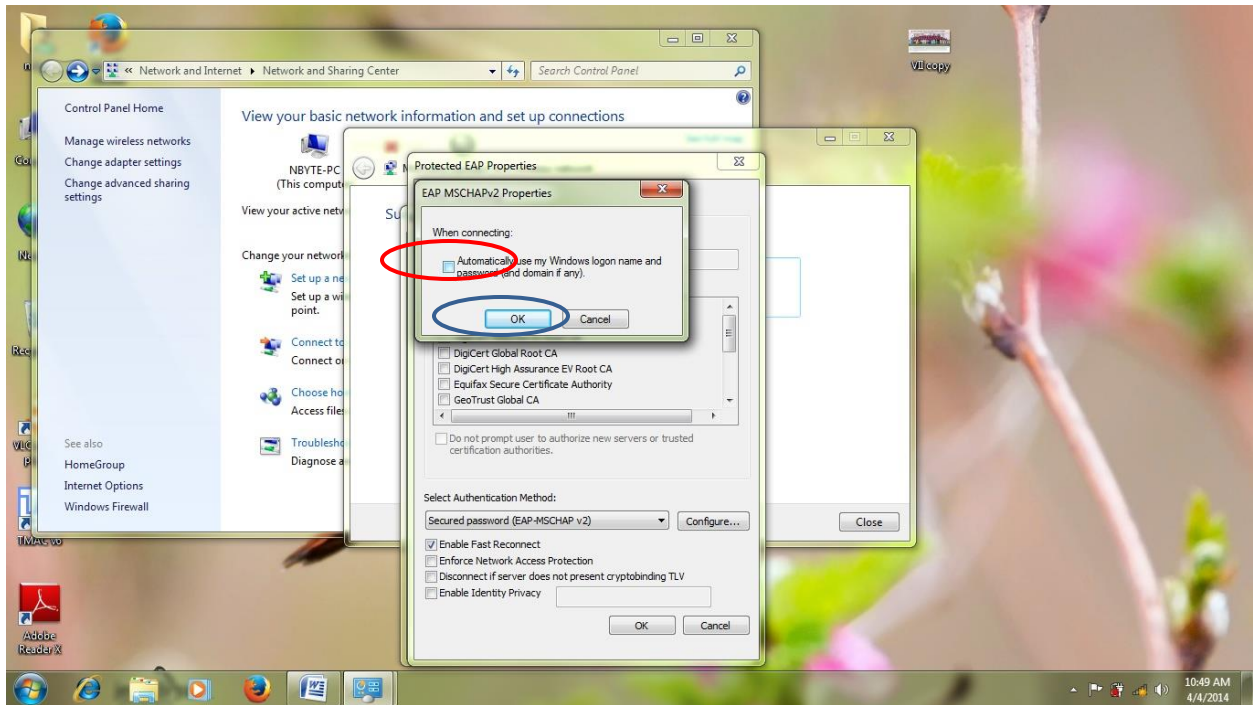 Network and Internet
Network and Sharing Center
Search Control Panel
VLC copy
Control Panel Home
Manage wireless networks
Change adapter settings
Change advanced sharing
settings
See also
HomeGroup
Internet Options
Windows Firewall
View your basic network information and set up connections
NBYTE-PC
(This compute
View your active netw
Change your network
Set up a ne
Set up a wi
point.
Connect to
Connect o
Choose ho
Access files
Troublesho
Diagnose a
Su
Close
Protected EAP Properties
EAP MSCHAPv2 Properties
When connecting:
Automatically use my Windows logon name and
password (and domain if any).
OK
Cancel
DigiCert Global Root CA
DigiCert High Assurance EV Root CA
Equifax Secure Certificate Authority
GeoTrust Global CA
Do not prompt user to authorize new servers or trusted
certification authorities.
Select Authentication Method:
Secured password (EAP-MSCHAP v2)
Configure...
Enable Fast Reconnect
Enforce Network Access Protection
Disconnect if server does not present cryptobinding TLV
Enable Identity Privacy
OK
Cancel
Adobe
Reader X
10:49 AM
4/4/2014